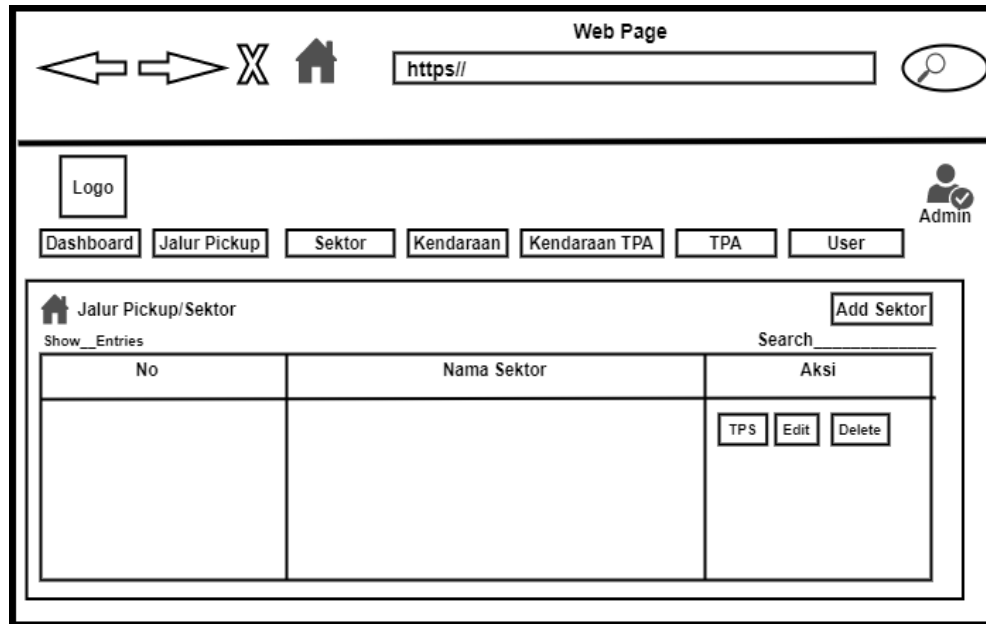 Web Page
https//
Logo
Admin
Dashboard Jalur Pickup Sektor Kendaraan Kendaraan TPA TPA User
Jalur Pickup/Sektor Add Sektor
Show__Entries Search_____________
No Nama Sektor Aksi
TPS Edit Delete